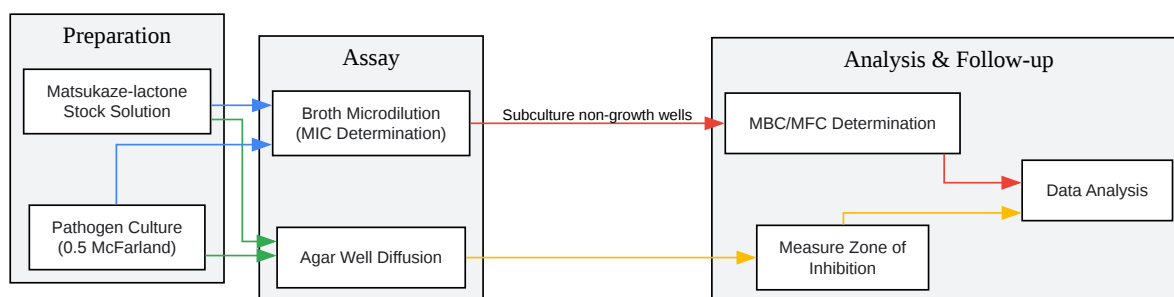 Preparation
Matsukaze-lactone
Stock Solution
Pathogen Culture
(0.5 McFarland)
Assay
Broth Microdilution
(MIC Determination)
Agar Well Diffusion
Subculture non-growth wells
Analysis & Follow-up
MBC/MFC Determination
Measure Zone of
Inhibition
Data Analysis